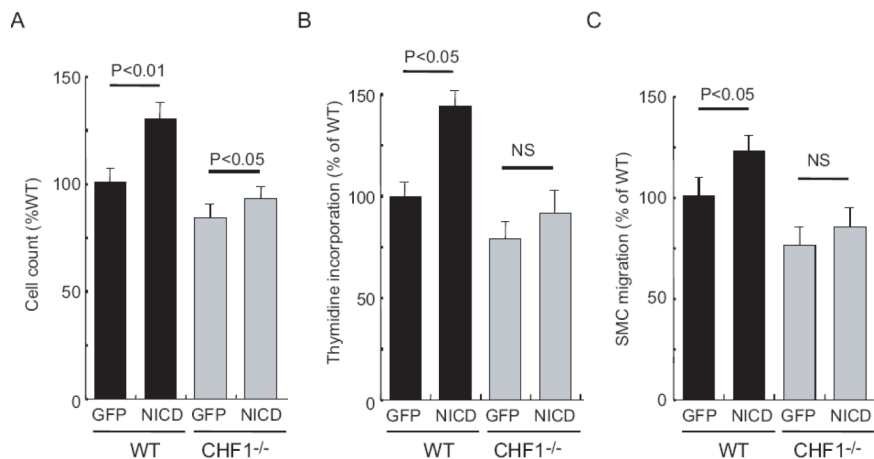 A
Cell count (%WT)
150
100
50
0
P<0.01
P<0.05
GFP NICD GFP NICD
WT CHF1-/-
B
Thymidine incorporation (% of WT)
150
100
50
0
P<0.05
NS
GFP NICD GFP NICD
WT CHF1-/-
C
SMC migration (% of WT)
150
100
50
0
P<0.05
NS
GFP NICD GFP NICD
WT CHF1-/-